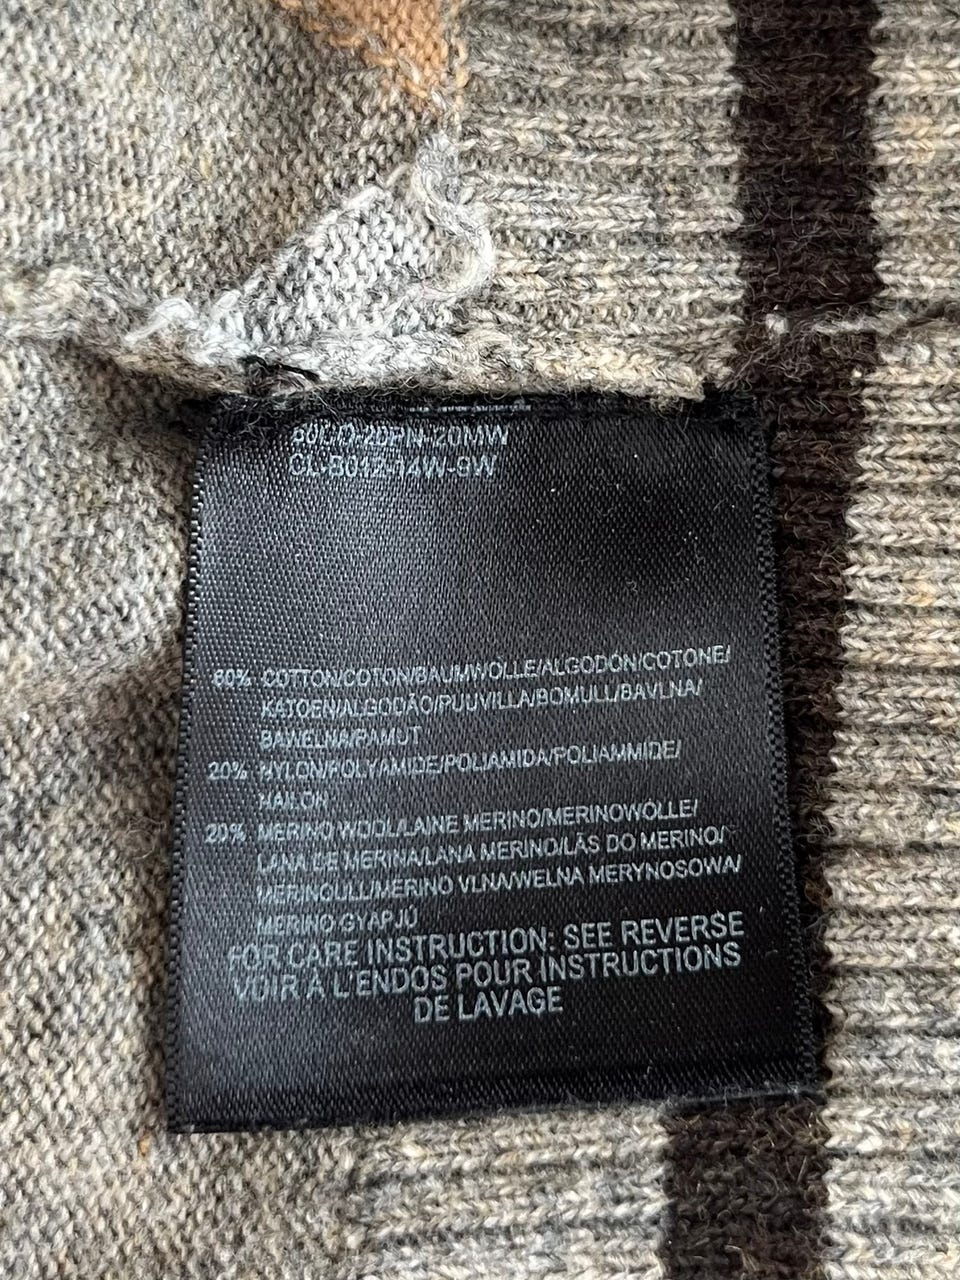 60CO-20PN-20MW
CL-B042-14W-9W
60% COTTON/COTON/BAUMWOLLE/ALGODÓN/COTONE/
KATOEN/ALGODÃO/PUUVILLA/BOMULL/BAVLNA/
BAWELNA/PAMUT
20% NYLON/POLYAMIDE/POLIAMIDA/POLIAMMIDE/
NAILON
20% MERINO WOOL/LAINE MERINO/MERINOWOLLE/
LANA DE MERINA/LANA MERINO/LÃS DO MERINO/
MERINOULL/MERINO VLNA/WELNA MERYNOSOWA/
MERINO GYAPJÚ
FOR CARE INSTRUCTION: SEE REVERSE
VOIR À L'ENDOS POUR INSTRUCTIONS
DE LAVAGE